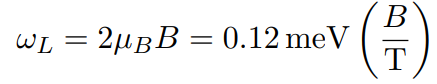 ω_L = 2μ_B B = 0.12 meV (B/T)